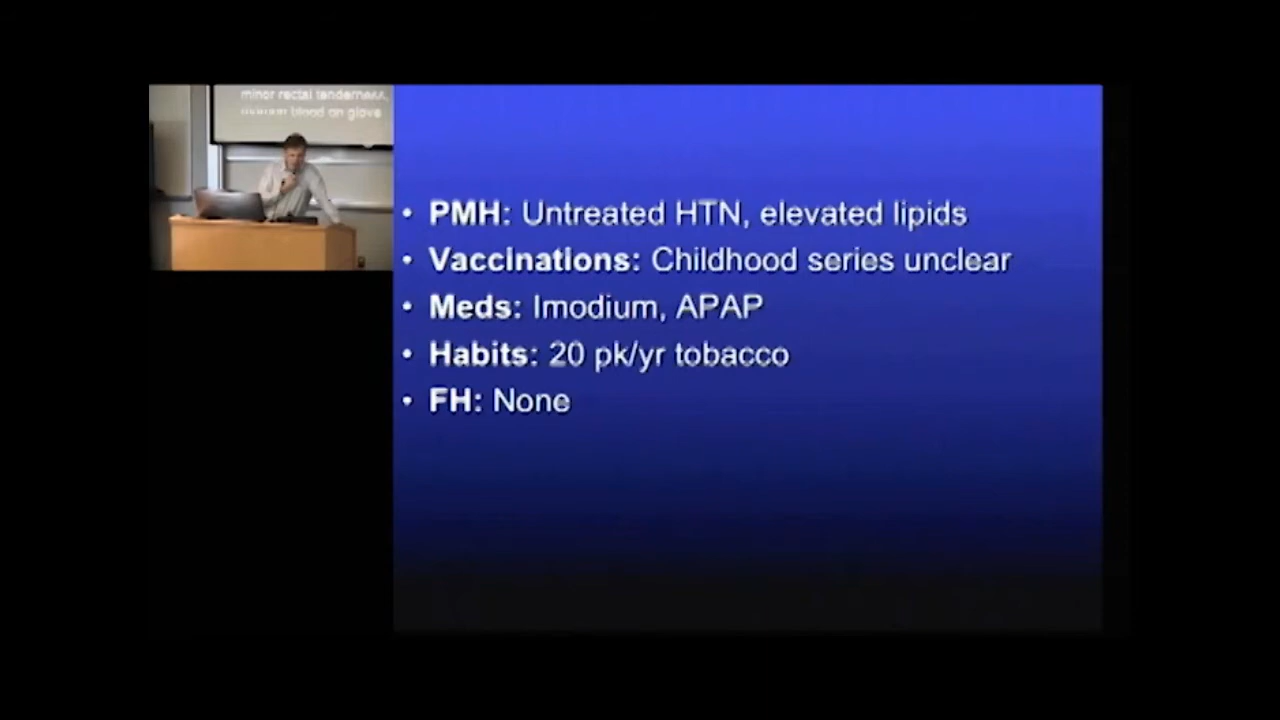 minor rectal tenderness,
blood on glove
• PMH: Untreated HTN, elevated lipids
• Vaccinations: Childhood series unclear
• Meds: Imodium, APAP
• Habits: 20 pk/yr tobacco
• FH: None